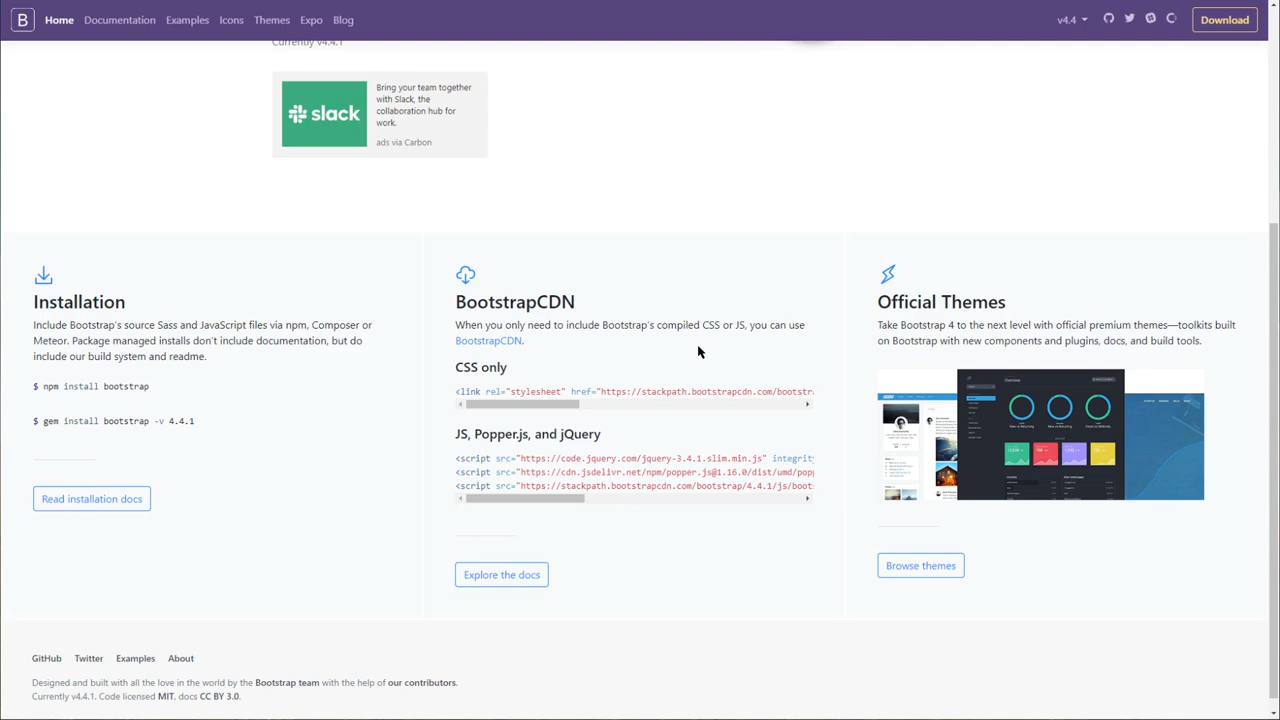 B Home Documentation Examples Icons Themes Expo Blog v4.4 Download
Currently v4.4.1
slack
Bring your team together
with Slack, the
collaboration hub for
work.
ads via Carbon
Installation
Include Bootstrap's source Sass and JavaScript files via npm, Composer or
Meteor. Package managed installs don't include documentation, but do
include our build system and readme.
$ npm install bootstrap
$ gem install bootstrap -v 4.4.1
Read installation docs
BootstrapCDN
When you only need to include Bootstrap's compiled CSS or JS, you can use
BootstrapCDN.
CSS only
<link rel="stylesheet" href="https://stackpath.bootstrapcdn.com/bootstr
JS, Popper.js, and jQuery
<script src="https://code.jquery.com/jquery-3.4.1.slim.min.js" integrity
<script src="https://cdn.jsdelivr.net/npm/popper.js@1.16.0/dist/umd/popp
<script src="https://stackpath.bootstrapcdn.com/bootstrap/4.4.1/js/boots
Explore the docs
Official Themes
Take Bootstrap 4 to the next level with official premium themes—toolkits built
on Bootstrap with new components and plugins, docs, and build tools.
Overview
Browse themes
GitHub Twitter Examples About
Designed and built with all the love in the world by the Bootstrap team with the help of our contributors.
Currently v4.4.1. Code licensed MIT, docs CC BY 3.0.